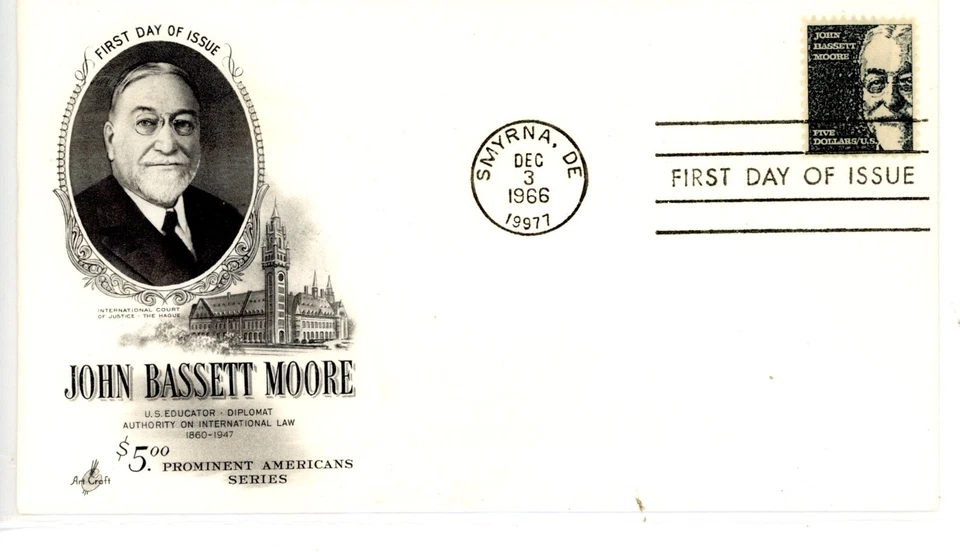 FIRST DAY OF ISSUE
INTERNATIONAL COURT
OF JUSTICE · THE HAGUE
JOHN BASSETT MOORE
U.S. EDUCATOR · DIPLOMAT
AUTHORITY ON INTERNATIONAL LAW
1860-1947
$5.00 PROMINENT AMERICANS
SERIES
Art Craft
SMYRNA, DE
DEC
3
1966
19977
JOHN
BASSETT
MOORE
FIVE
DOLLARS/U.S.
FIRST DAY OF ISSUE